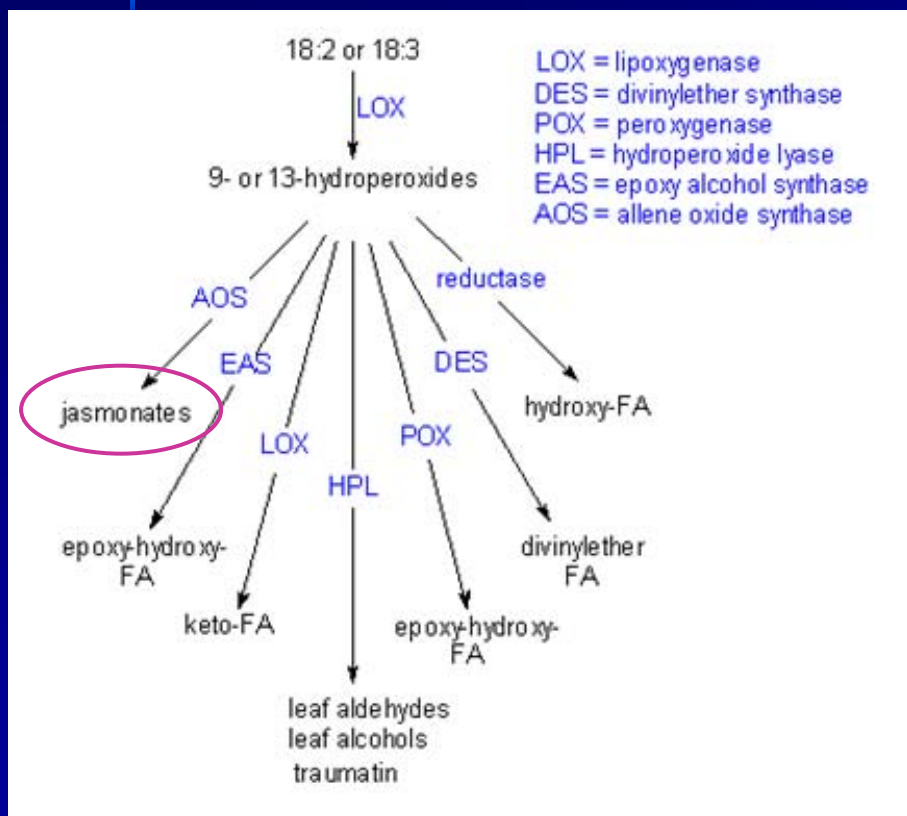 18:2 or 18:3
LOX
9- or 13-hydroperoxides
LOX = lipoxygenase
DES = divinylether synthase
POX = peroxygenase
HPL = hydroperoxide lyase
EAS = epoxy alcohol synthase
AOS = allene oxide synthase
AOS
EAS
LOX
HPL
POX
DES
reductase
jasmonates
epoxy-hydroxy-
FA
keto-FA
leaf aldehydes
leaf alcohols
traumatin
epoxy-hydroxy-
FA
divinylether
FA
hydroxy-FA